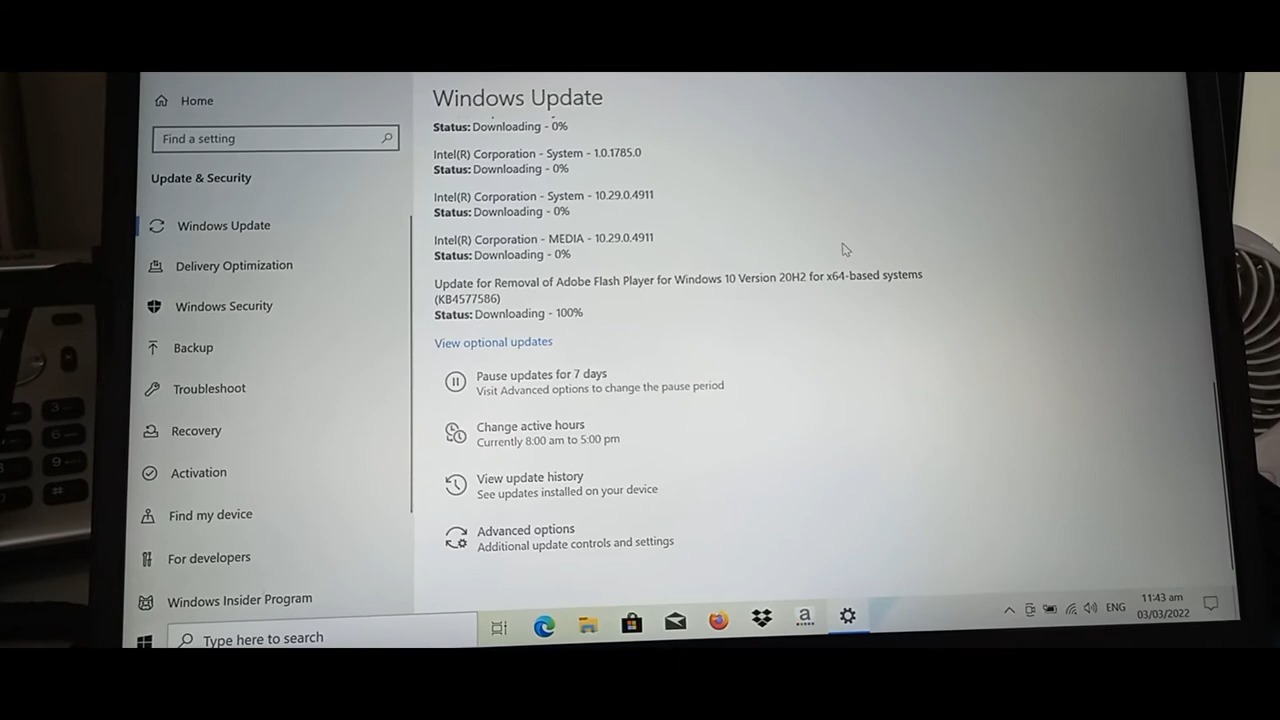 Home
Find a setting
Update & Security
Windows Update
Delivery Optimization
Windows Security
Backup
Troubleshoot
Recovery
Activation
Find my device
For developers
Windows Insider Program
Windows Update
Status: Downloading - 0%
Intel(R) Corporation - System - 1.0.1785.0
Status: Downloading - 0%
Intel(R) Corporation - System - 10.29.0.4911
Status: Downloading - 0%
Intel(R) Corporation - MEDIA - 10.29.0.4911
Status: Downloading - 0%
Update for Removal of Adobe Flash Player for Windows 10 Version 20H2 for x64-based systems
(KB4577586)
Status: Downloading - 100%
View optional updates
Pause updates for 7 days
Visit Advanced options to change the pause period
Change active hours
Currently 8:00 am to 5:00 pm
View update history
See updates installed on your device
Advanced options
Additional update controls and settings
Type here to search
a
ENG
11:43 am
03/03/2022
3
6
9
#